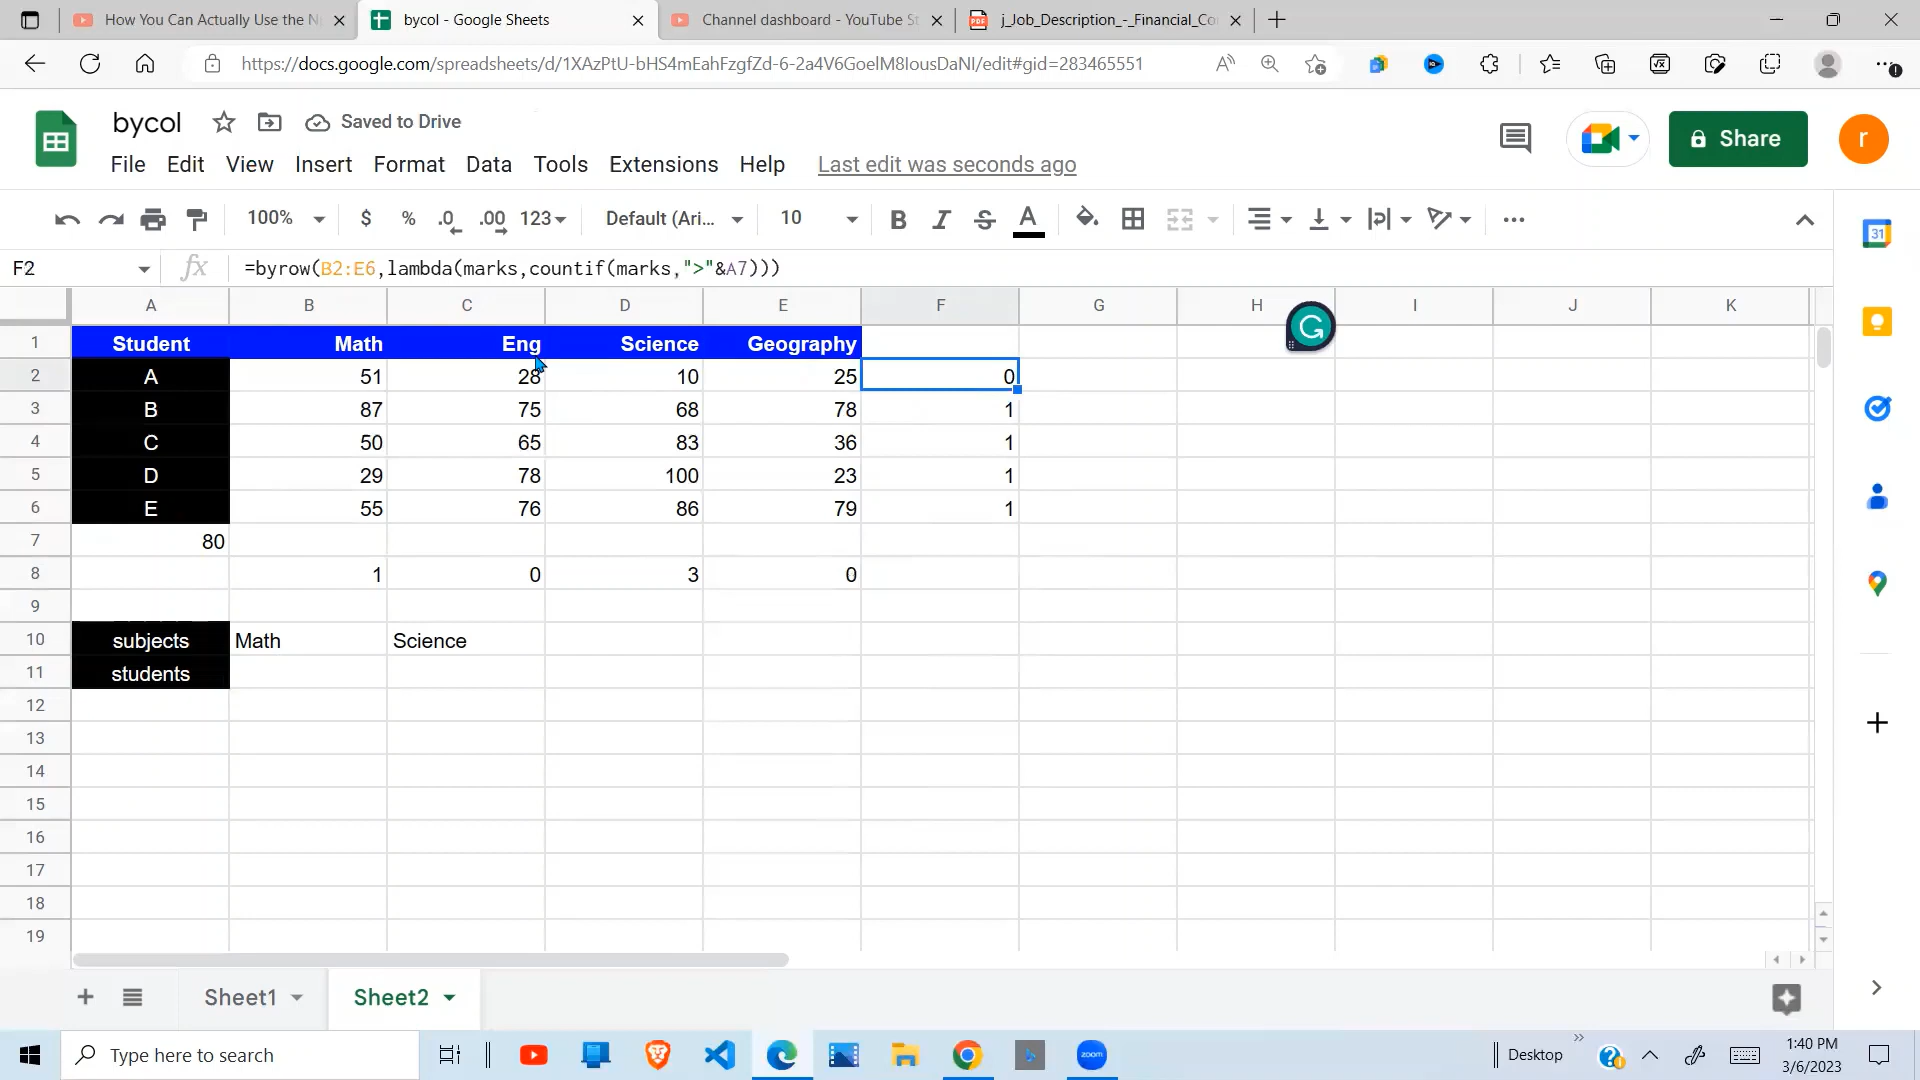 How You Can Actually Use the N
bycol - Google Sheets
Channel dashboard - YouTube St
j_Job_Description_-_Financial_Co
https://docs.google.com/spreadsheets/d/1XAzPtU-bHS4mEahFzgfZd-6-2a4V6GoelM8IousDaNI/edit#gid=283465551
bycol Saved to Drive
Share
r
File Edit View Insert Format Data Tools Extensions Help Last edit was seconds ago
100% $ % .0 .00 123 Default (Ari... 10 B I S A
F2 fx =byrow(B2:E6,lambda(marks,countif(marks,">"&A7)))
A B C D E F G H I J K
1 Student Math Eng Science Geography
2 A 51 28 10 25 0
3 B 87 75 68 78 1
4 C 50 65 83 36 1
5 D 29 78 100 23 1
6 E 55 76 86 79 1
7 80
8 1 0 3 0
9
10 subjects Math Science
11 students
12
13
14
15
16
17
18
19
Sheet1 Sheet2
Type here to search
zoom
Desktop
1:40 PM
3/6/2023